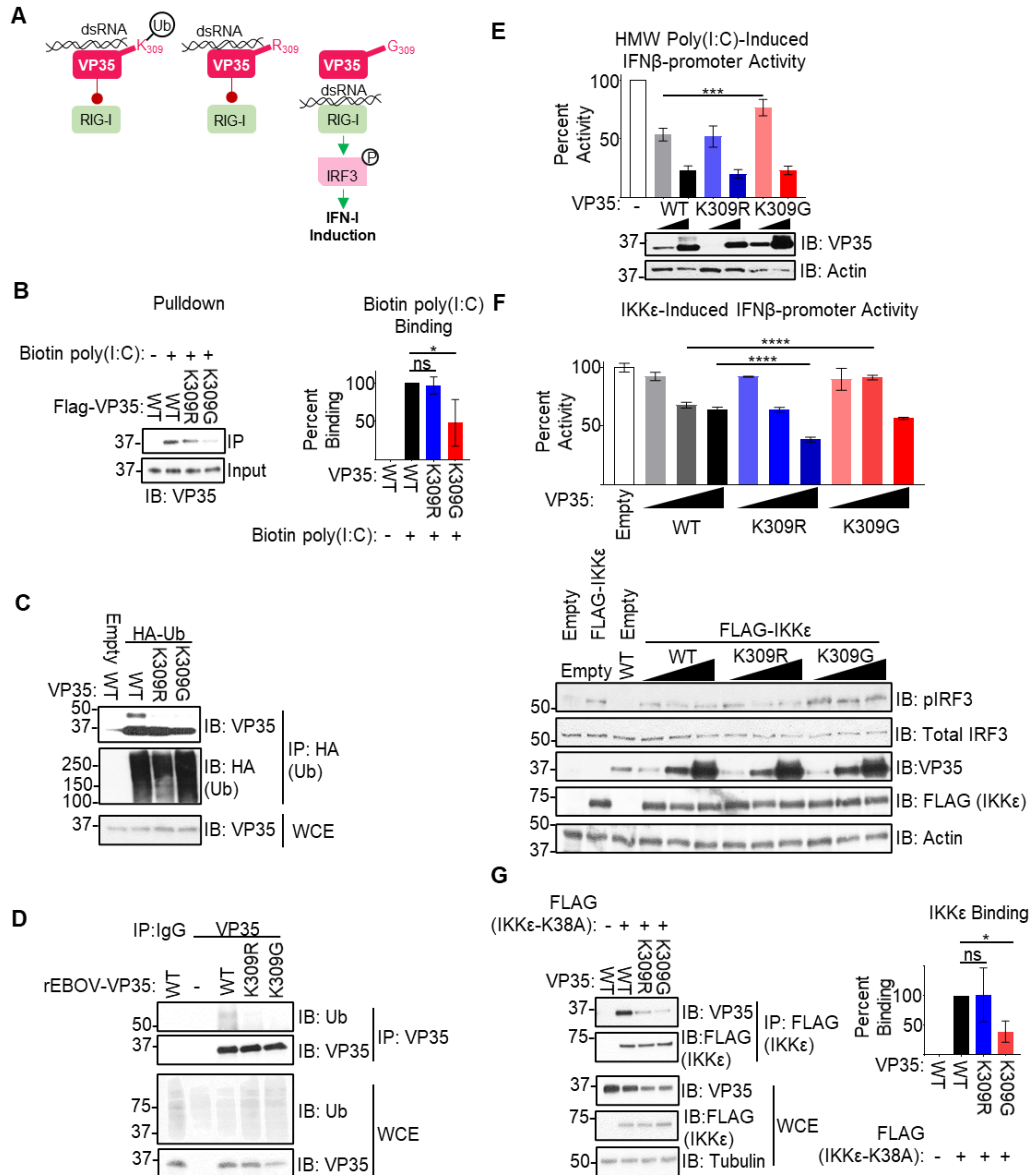 A
dsRNA
K309
Ub
VP35
RIG-I
dsRNA
R309
VP35
RIG-I
VP35
G309
dsRNA
RIG-I
P
IRF3
IFN-I
Induction
B
Pulldown
Biotin poly(I:C): - + + +
Flag-VP35: WT WT K309R K309G
37 IP
37 Input
IB: VP35
Biotin poly(I:C)
Binding
*
ns
Percent
Binding
100
50
VP35: WT WT K309R K309G
Biotin poly(I:C): - + + +
C
Empty HA-Ub
VP35: WT WT K309R K309G
50
37
IB: VP35
250
150
100
IB: HA
(Ub)
IP: HA
(Ub)
37 IB: VP35 WCE
D
IP:IgG VP35
rEBOV-VP35: WT - WT K309R K309G
50 IB: Ub
37 IB: VP35
IP: VP35
75
50
37
IB: Ub
37 IB: VP35
WCE
E
HMW Poly(I:C)-Induced
IFNβ-promoter Activity
***
Percent
Activity
100
50
VP35: - WT K309R K309G
37 IB: VP35
37 IB: Actin
F
IKKε-Induced IFNβ-promoter Activity
****
****
Percent
Activity
100
50
VP35: Empty WT K309R K309G
Empty FLAG-IKKε Empty FLAG-IKKε
Empty WT WT K309R K309G
50 IB: pIRF3
50 IB: Total IRF3
37 IB:VP35
75 IB: FLAG (IKKε)
50
37
IB: Actin
G
FLAG
(IKKε-K38A): - + + +
VP35: WT WT K309R K309G
37 IB: VP35
75 IB:FLAG
(IKKε)
IP: FLAG
(IKKε)
37 IB: VP35
75 IB:FLAG
(IKKε)
50 IB: Tubulin
WCE
IKKε Binding
*
ns
Percent
Binding
100
50
VP35: WT WT K309R K309G
FLAG
(IKKε-K38A): - + + +